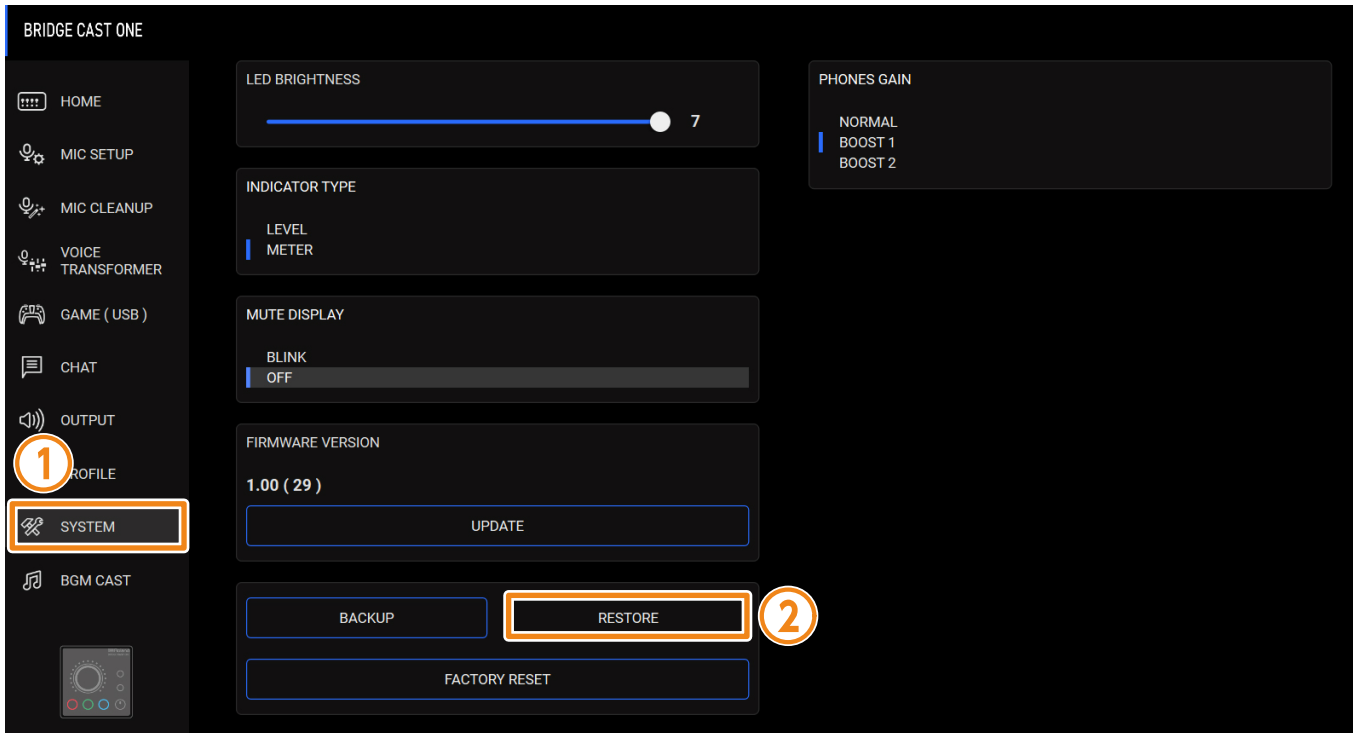 BRIDGE CAST ONE
HOME
MIC SETUP
MIC CLEANUP
VOICE
TRANSFORMER
GAME ( USB )
CHAT
OUTPUT
1
ROFILE
SYSTEM
BGM CAST
LED BRIGHTNESS
7
INDICATOR TYPE
LEVEL
METER
MUTE DISPLAY
BLINK
OFF
FIRMWARE VERSION
1.00 ( 29 )
UPDATE
BACKUP
RESTORE
2
FACTORY RESET
PHONES GAIN
NORMAL
BOOST 1
BOOST 2